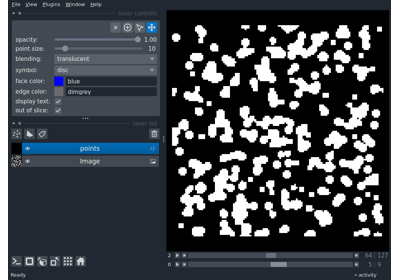 File View Plugins Window Help
layer controls
opacity: 1.00
point size: 10
blending: translucent
symbol: disc
face color: blue
edge color: dimgrey
display text:
out of slice:
layer list
points
Image
2 64 127
0 5 9
Ready activity